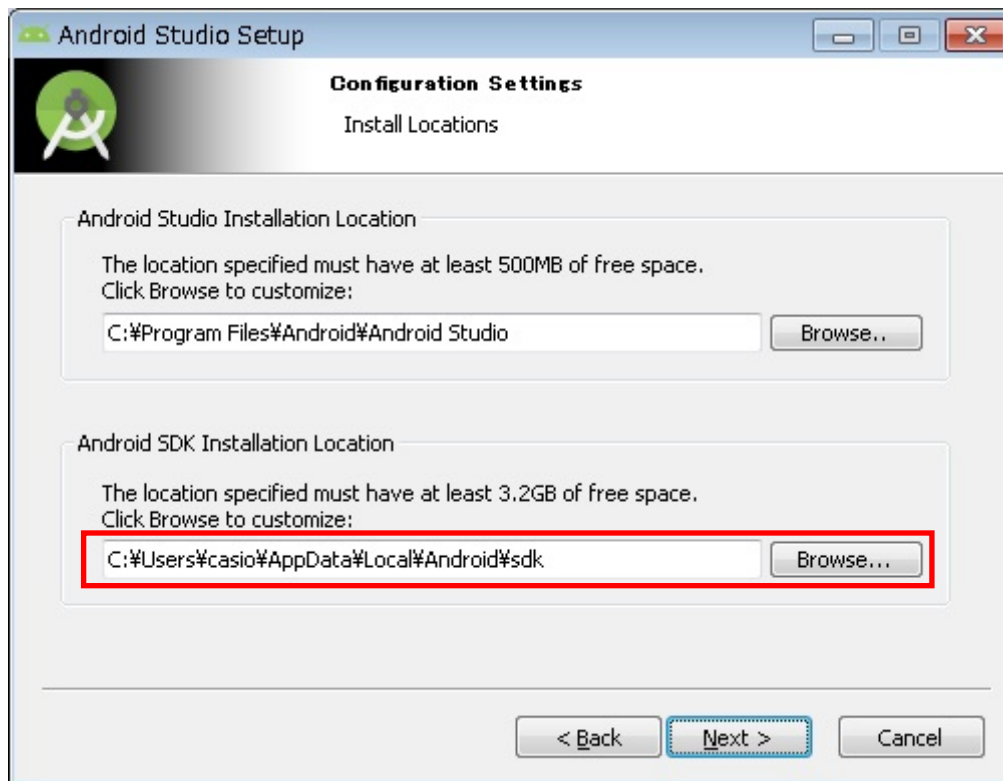 Android Studio Setup
Configuration Settings
Install Locations
Android Studio Installation Location
The location specified must have at least 500MB of free space.
Click Browse to customize:
C:¥Program Files¥Android¥Android Studio
Browse..
Android SDK Installation Location
The location specified must have at least 3.2GB of free space.
Click Browse to customize:
C:¥Users¥casio¥AppData¥Local¥Android¥sdk
Browse...
< Back
Next >
Cancel